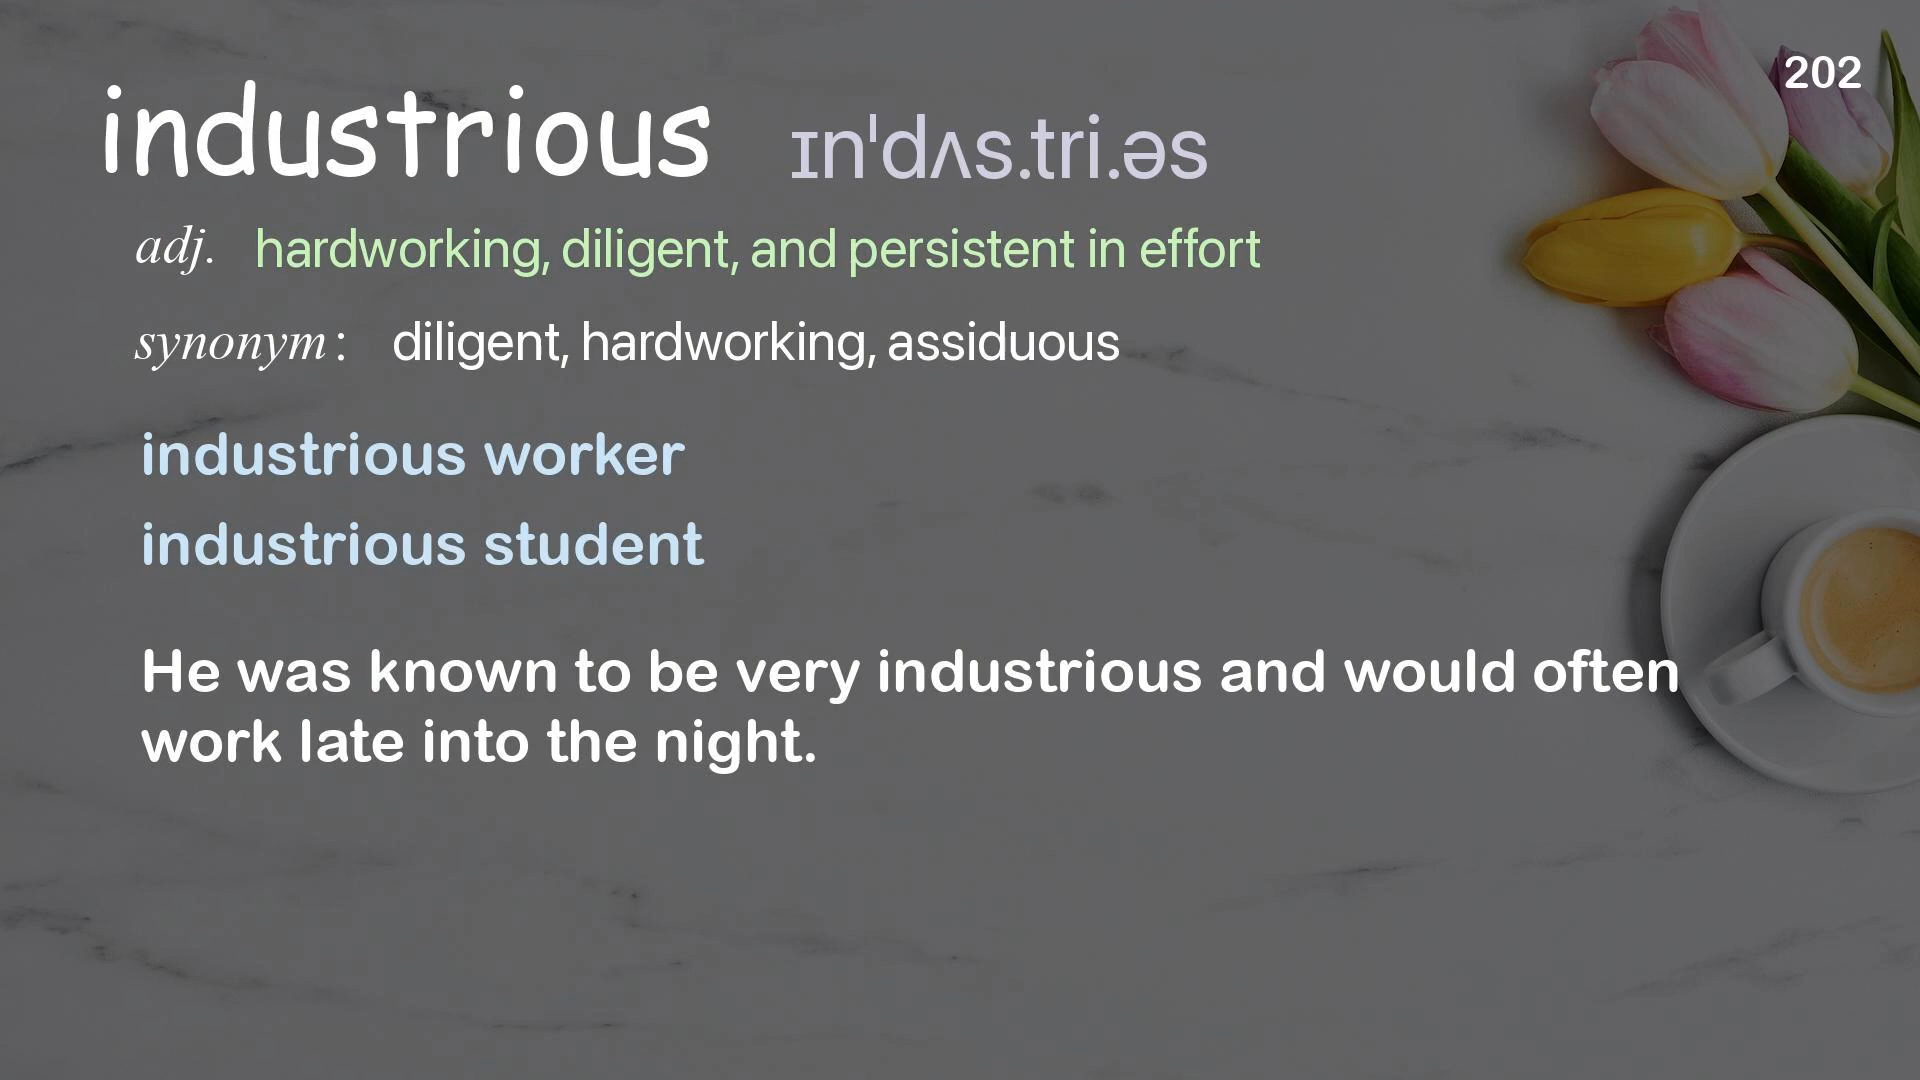 202
industrious ɪnˈdʌs.tri.əs
adj. hardworking, diligent, and persistent in effort
synonym : diligent, hardworking, assiduous
industrious worker
industrious student
He was known to be very industrious and would often
work late into the night.